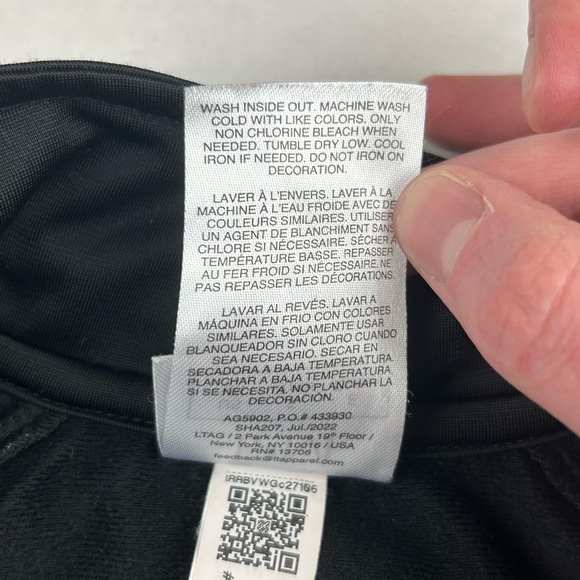 WASH INSIDE OUT. MACHINE WASH
COLD WITH LIKE COLORS. ONLY
NON CHLORINE BLEACH WHEN
NEEDED. TUMBLE DRY LOW. COOL
IRON IF NEEDED. DO NOT IRON ON
DECORATION.
LAVER À L'ENVERS. LAVER À LA
MACHINE À L'EAU FROIDE AVEC DE
COULEURS SIMILAIRES. UTILISER
UN AGENT DE BLANCHIMENT SANS
CHLORE SI NÉCESSAIRE. SÉCHER À
TEMPÉRATURE BASSE. REPASSER
AU FER FROID SI NÉCESSAIRE. NE
PAS REPASSER LES DÉCORATIONS.
LAVAR AL REVÉS. LAVAR A
MÁQUINA EN FRIO CON COLORES
SIMILARES. SOLAMENTE USAR
BLANQUEADOR SIN CLORO CUANDO
SEA NECESARIO. SECAR EN
SECADORA A BAJA TEMPERATURA.
PLANCHAR A BAJA TEMPERATURA
SI SE NECESITA. NO PLANCHAR LA
DECORACIÓN.
AG5902, P.O.# 433930
SHA207, Jul./2022
LTAG / 2 Park Avenue 19th Floor /
New York, NY, 10016 / USA
RN# 13706
feedback@itapparel.com
IRRBVWGc27106
#